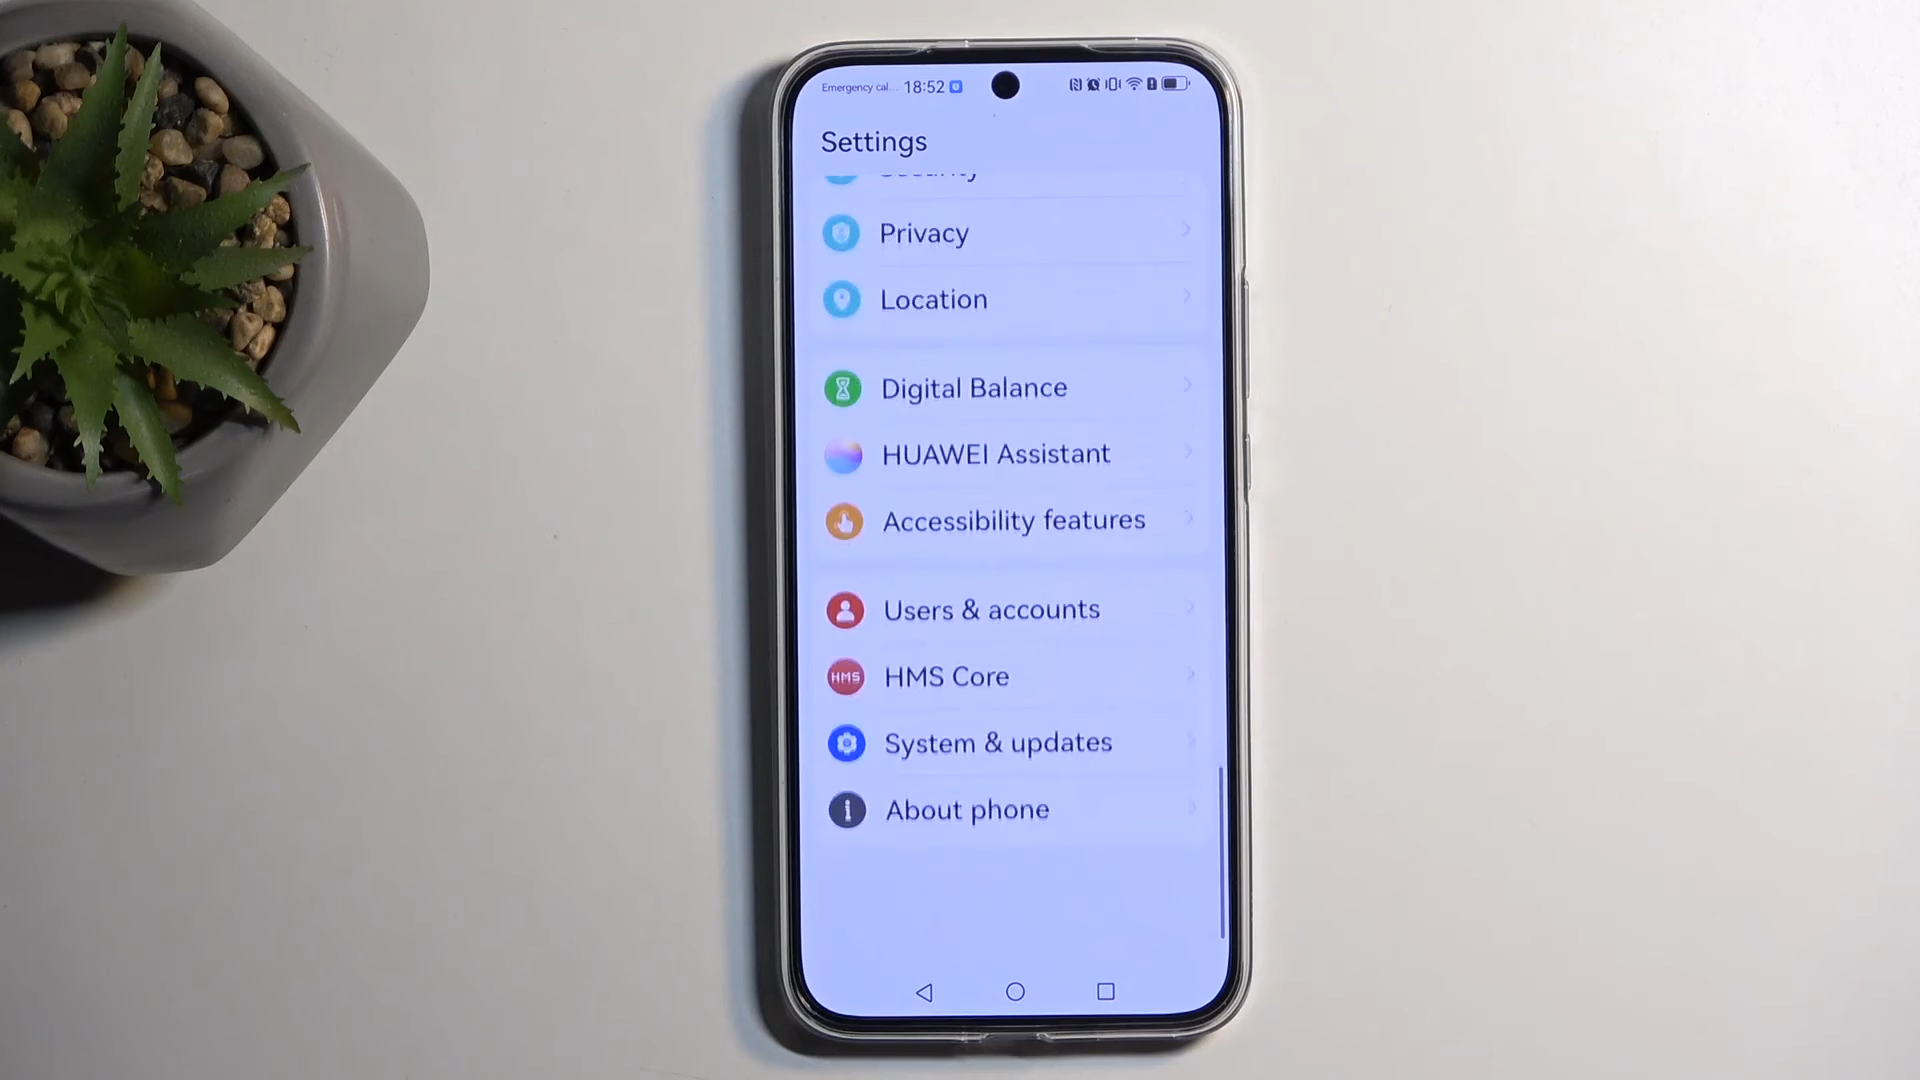 Emergency cal... 18:52
Settings
Privacy
Location
Digital Balance
HUAWEI Assistant
Accessibility features
Users & accounts
HMS
HMS Core
System & updates
About phone